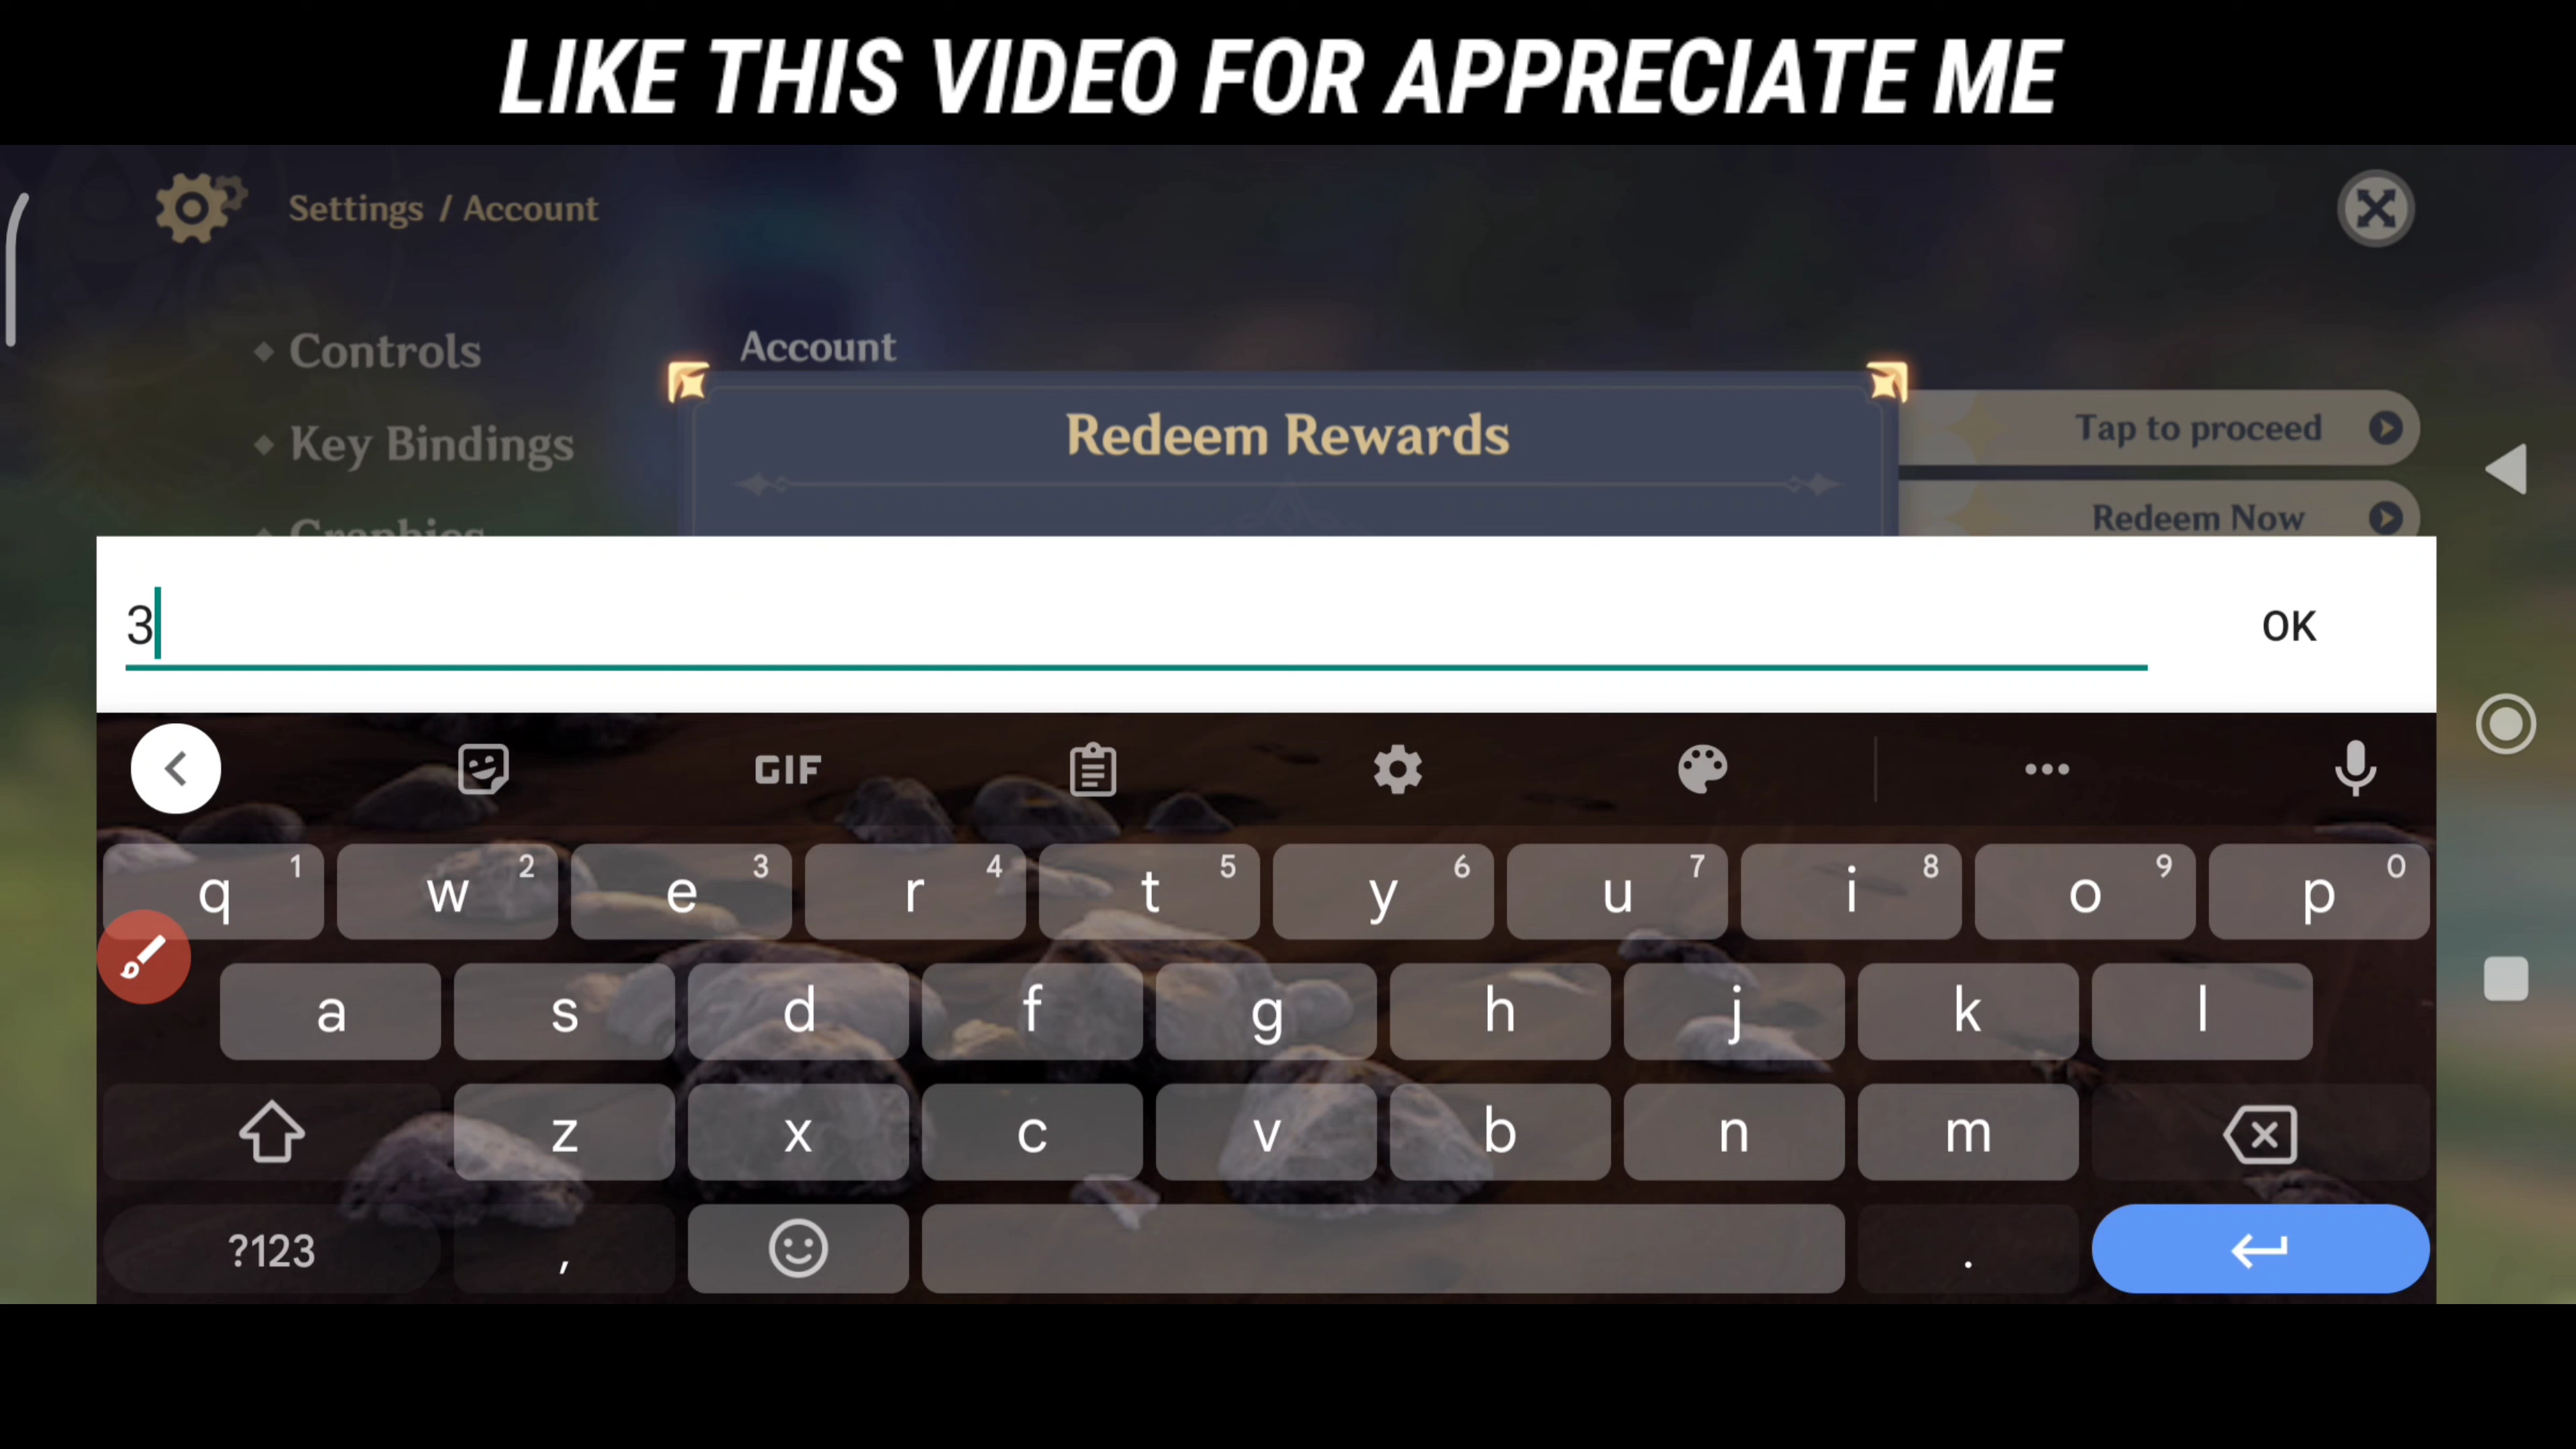 LIKE THIS VIDEO FOR APPRECIATE ME
Settings / Account
Controls
Account
Key Bindings
Redeem Rewards
Tap to proceed
Graphics
Redeem Now
3
OK
GIF
q 1 w 2 e 3 r 4 t 5 y 6 u 7 i 8 o 9 p 0
a s d f g h j k l
z x c v b n m
?123 , .